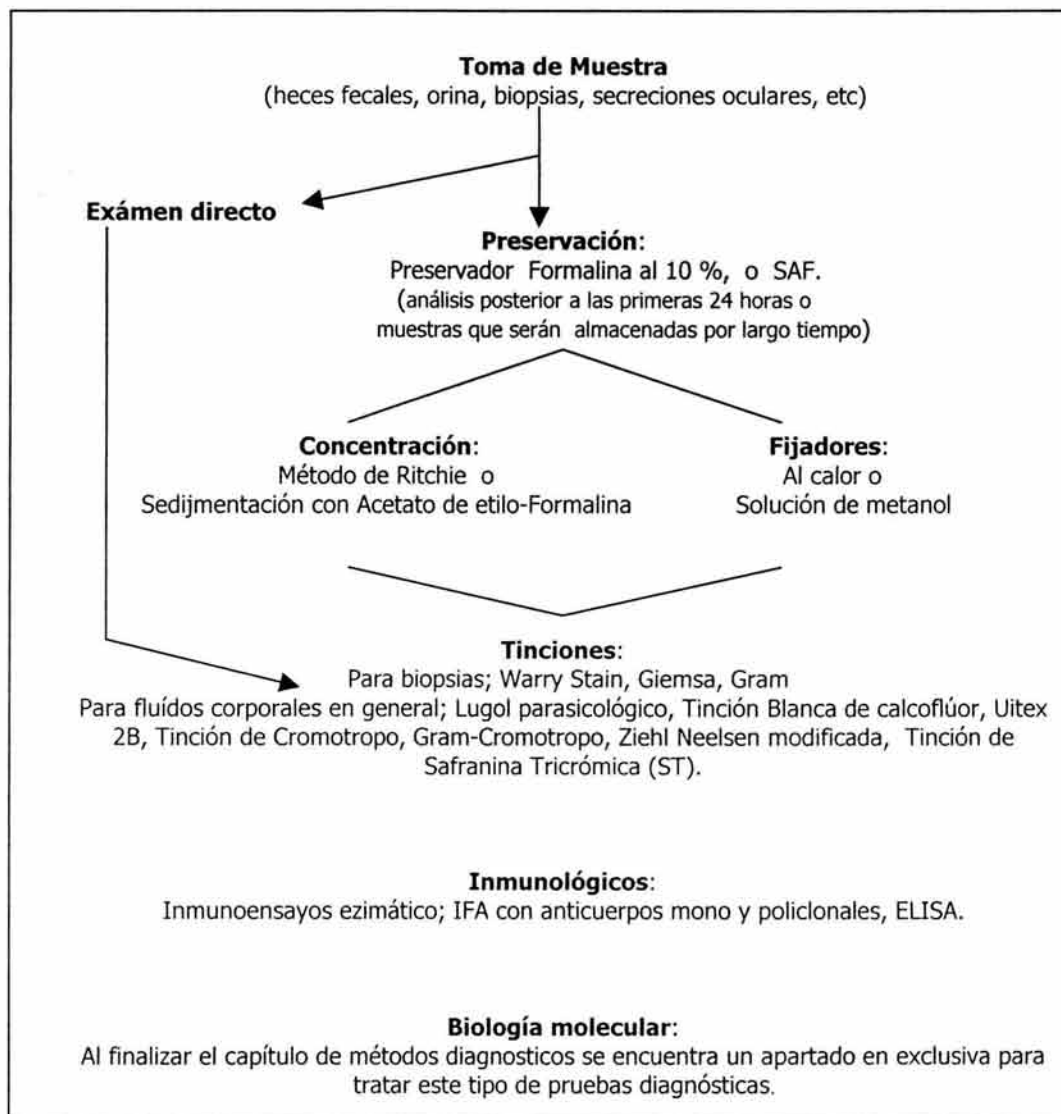 Toma de Muestra
(heces fecales, orina, biopsias, secreciones oculares, etc)
Exámen directo
Preservación:
Preservador Formalina al 10 %, o SAF.
(análisis posterior a las primeras 24 horas o
muestras que serán almacenadas por largo tiempo)
Concentración:
Método de Ritchie o
Sedijmentación con Acetato de etilo-Formalina
Fijadores:
Al calor o
Solución de metanol
Tinciones:
Para biopsias; Warry Stain, Giemsa, Gram
Para fluídos corporales en general; Lugol parasicológico, Tinción Blanca de calcoflúor, Uitex
2B, Tinción de Cromotropo, Gram-Cromotropo, Ziehl Neelsen modificada, Tinción de
Safranina Tricrómica (ST).
Inmunológicos:
Inmunoensayos ezimático; IFA con anticuerpos mono y policlonales, ELISA.
Biología molecular:
Al finalizar el capítulo de métodos diagnosticos se encuentra un apartado en exclusiva para
tratar este tipo de pruebas diagnósticas.